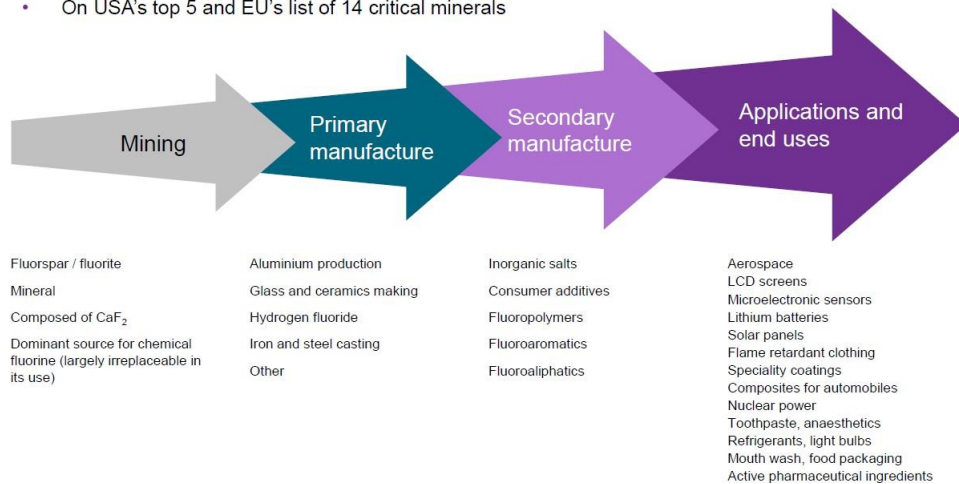 • On USA's top 5 and EU's list of 14 critical minerals
Mining
Primary
manufacture
Secondary
manufacture
Applications and
end uses
Fluorspar / fluorite
Mineral
Composed of CaF₂
Dominant source for chemical
fluorine (largely irreplaceable in
its use)
Aluminium production
Glass and ceramics making
Hydrogen fluoride
Iron and steel casting
Other
Inorganic salts
Consumer additives
Fluoropolymers
Fluoroaromatics
Fluoroaliphatics
Aerospace
LCD screens
Microelectronic sensors
Lithium batteries
Solar panels
Flame retardant clothing
Speciality coatings
Composites for automobiles
Nuclear power
Toothpaste, anaesthetics
Refrigerants, light bulbs
Mouth wash, food packaging
Active pharmaceutical ingredients